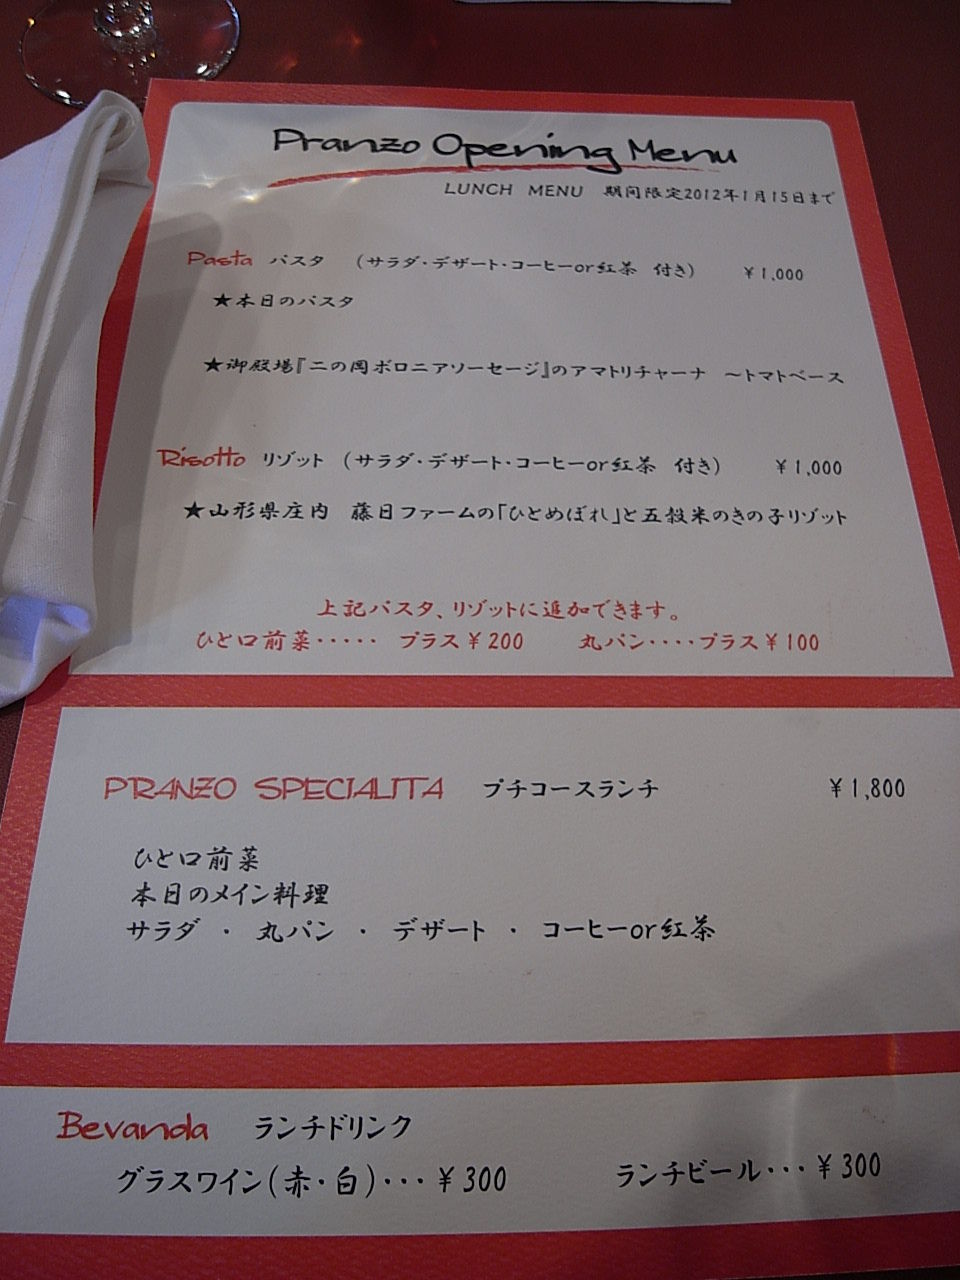 Pranzo Opening Menu
LUNCH MENU 期間限定2012年1月15日まで
Pasta パスタ (サラダ・デザート・コーヒーor紅茶 付き) ¥1,000
★本日のパスタ
★御殿場『二の岡ボロニアソーセージ』のアマトリチャーナ ～トマトベース
Risotto リゾット (サラダ・デザート・コーヒーor紅茶 付き) ¥1,000
★山形県庄内 藤日ファームの「ひとめぼれ」と五穀米のきの子リゾット
上記パスタ、リゾットに追加できます。
ひと口前菜・・・・・ プラス¥200 丸パン・・・・プラス¥100
PRANZO SPECIALITA プチコースランチ ¥1,800
ひと口前菜
本日のメイン料理
サラダ ・ 丸パン ・ デザート ・ コーヒーor紅茶
Bevanda ランチドリンク
グラスワイン(赤・白)・・・¥300 ランチビール・・・¥300